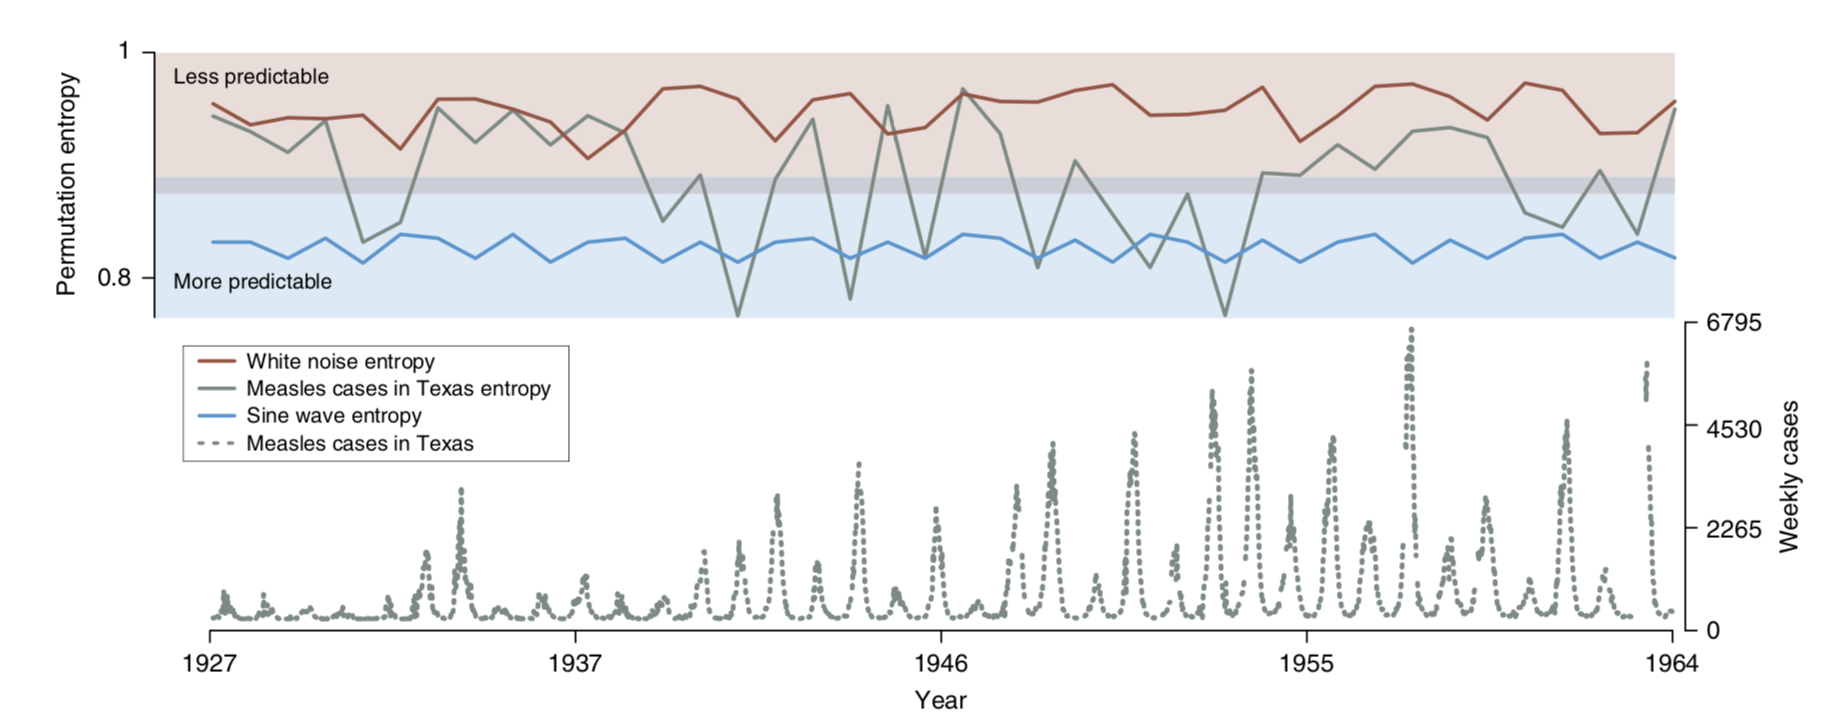 1
Less predictable
Permutation entropy
0.8
More predictable
6795
White noise entropy
Measles cases in Texas entropy
Sine wave entropy
Measles cases in Texas
4530
2265
0
Weekly cases
1927
1937
1946
1955
1964
Year